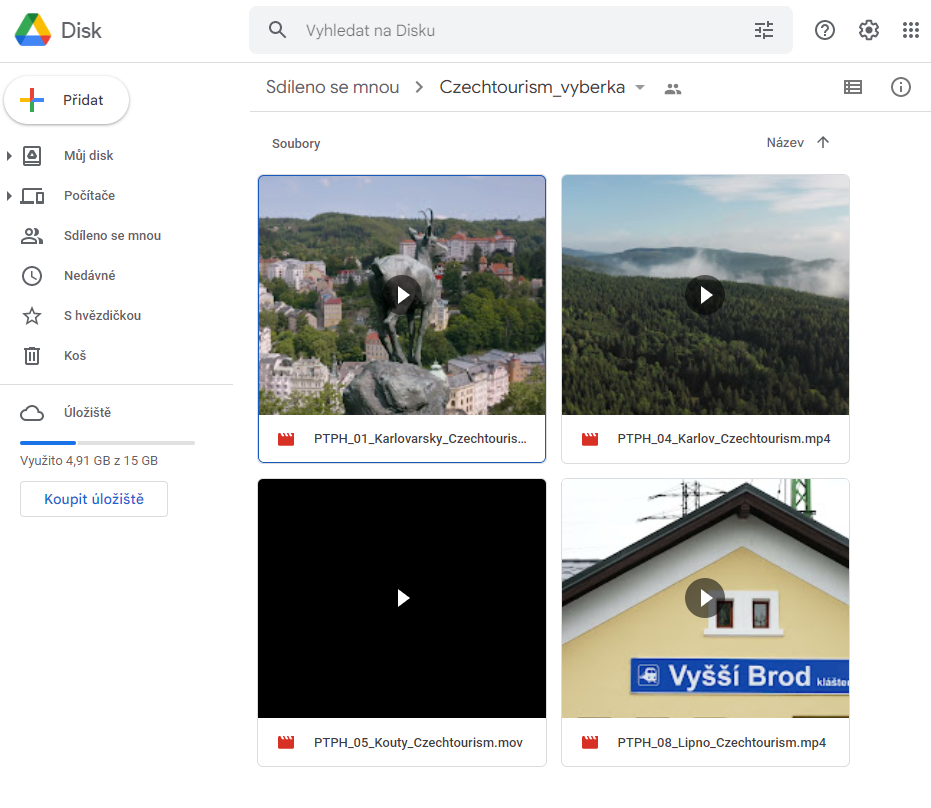 Disk
Vyhledat na Disku
Přidat
Můj disk
Počítače
Sdíleno se mnou
Nedávné
S hvězdičkou
Koš
Úložiště
Využito 4,91 GB z 15 GB
Koupit úložiště
Sdíleno se mnou
Czechtourism_vyberka
Soubory
Název
PTPH_01_Karlovarsky_Czechtouris...
PTPH_04_Karlov_Czechtourism.mp4
Vyšší Brod
PTPH_05_Kouty_Czechtourism.mov
PTPH_08_Lipno_Czechtourism.mp4